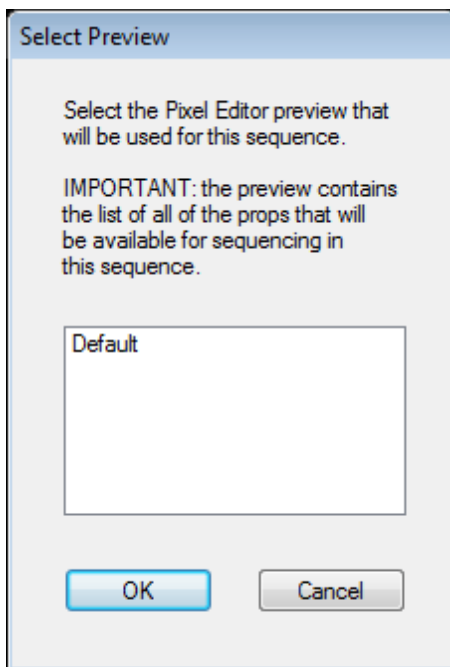 Select Preview
Select the Pixel Editor preview that
will be used for this sequence.
IMPORTANT: the preview contains
the list of all of the props that will
be available for sequencing in
this sequence.
Default
OK
Cancel